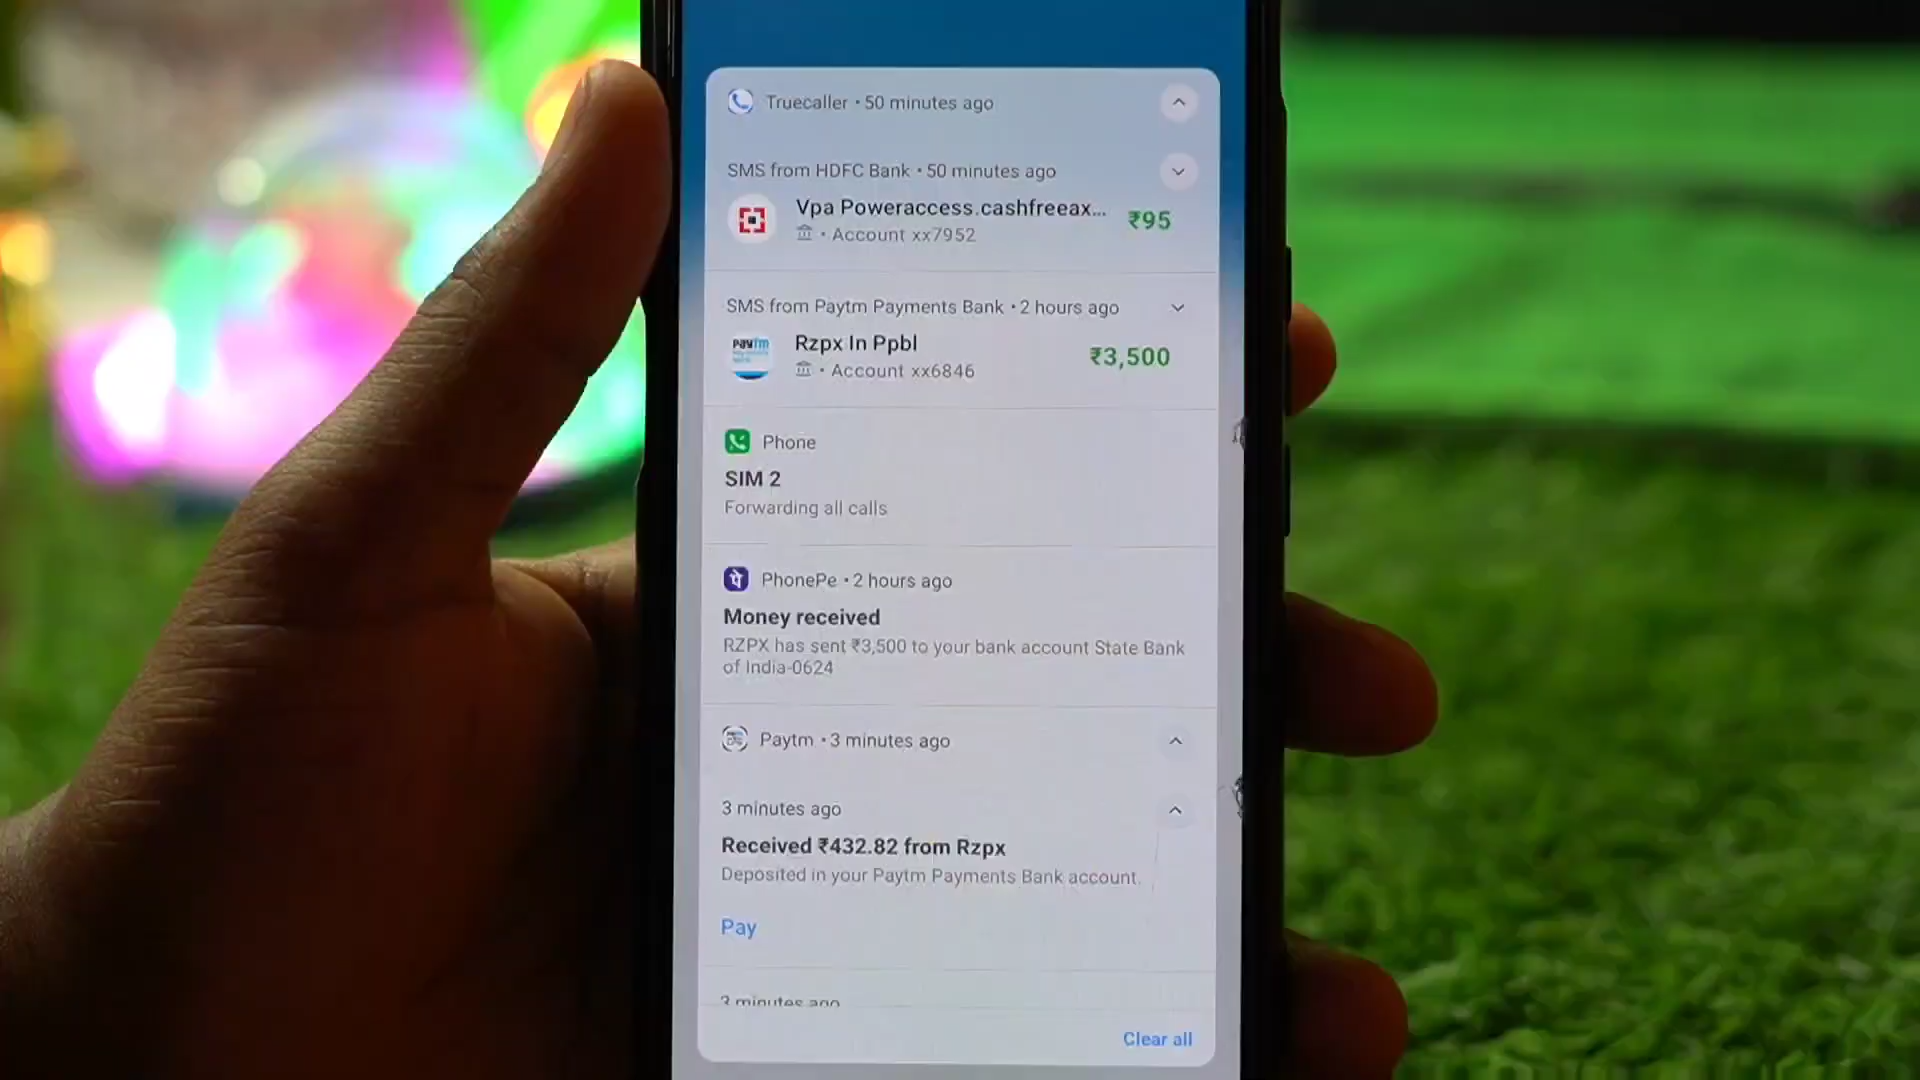 Truecaller • 50 minutes ago
SMS from HDFC Bank • 50 minutes ago
Vpa Poweraccess.cashfreeax...
₹95
• Account xx7952
SMS from Paytm Payments Bank • 2 hours ago
Rzpx In Ppbl
₹3,500
paytm
• Account xx6846
Phone
SIM 2
Forwarding all calls
PhonePe • 2 hours ago
Money received
RZPX has sent ₹3,500 to your bank account State Bank
of India-0624
Paytm • 3 minutes ago
3 minutes ago
Received ₹432.82 from Rzpx
Deposited in your Paytm Payments Bank account.
Pay
3 minutes ago
Clear all